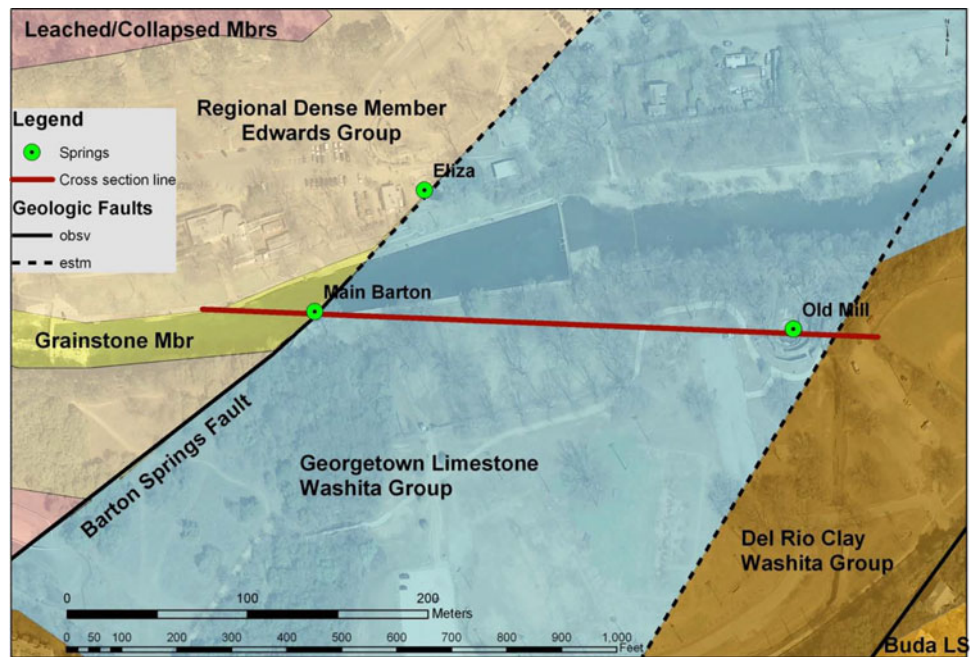 Leached/Collapsed Mbrs
Regional Dense Member
Edwards Group
Legend
Springs
Cross section line
Geologic Faults
obsv
estm
Eliza
Main Barton
Old Mill
Grainstone Mbr
Barton Springs Fault
Georgetown Limestone
Washita Group
Del Rio Clay
Washita Group
Buda LS
0 100 200
Meters
0 50 100 200 300 400 500 600 700 800 900 1,000
Feet